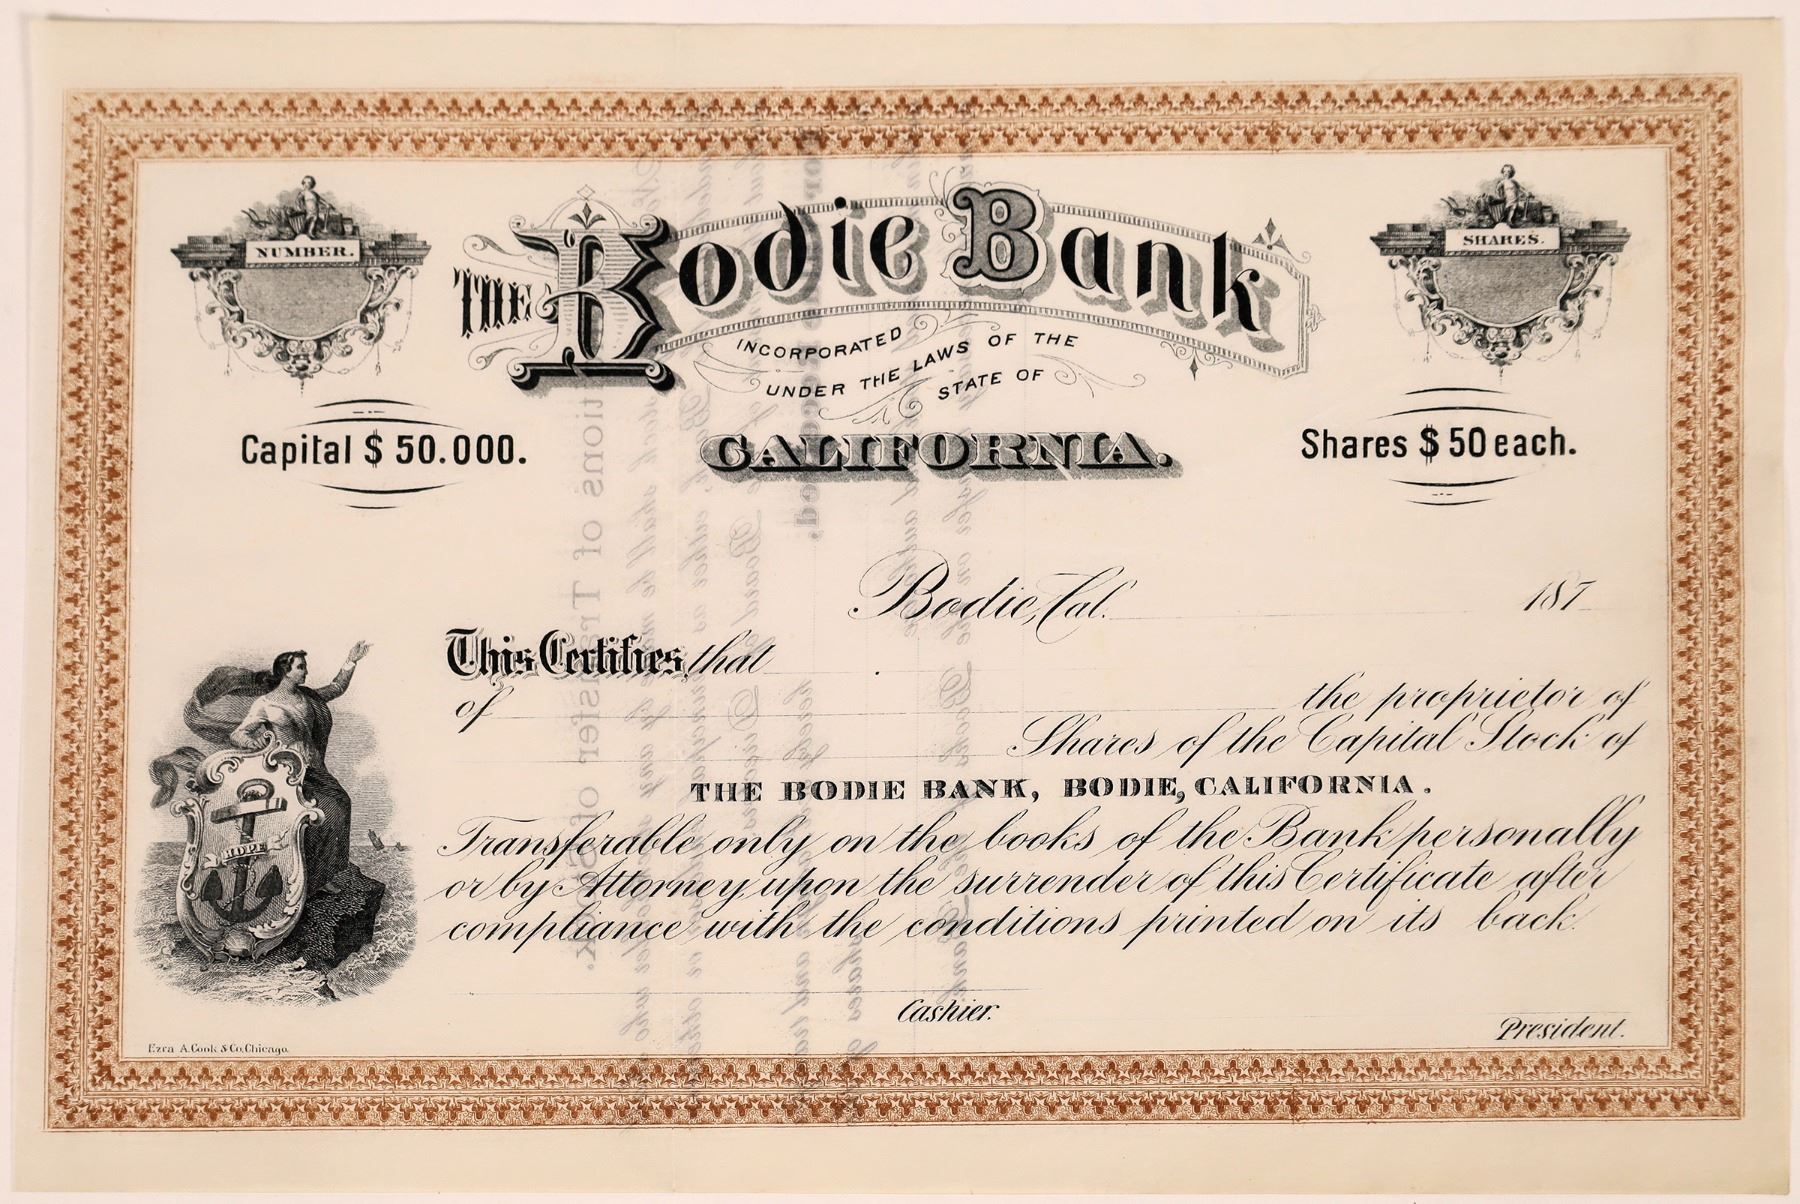 NUMBER.
THE Bodie Bank
SHARES.
INCORPORATED
UNDER THE LAWS OF THE
STATE OF
CALIFORNIA.
Capital $ 50.000.
Shares $ 50 each.
Bodie, Cal. 187
This Certifies that
of the proprietor of
Shares of the Capital Stock of
THE BODIE BANK, BODIE, CALIFORNIA.
Transferable only on the books of the Bank personally
or by Attorney upon the surrender of this Certificate after
compliance with the conditions printed on its back.
HOPE
Cashier.
President.
Ezra A. Cook & Co. Chicago.